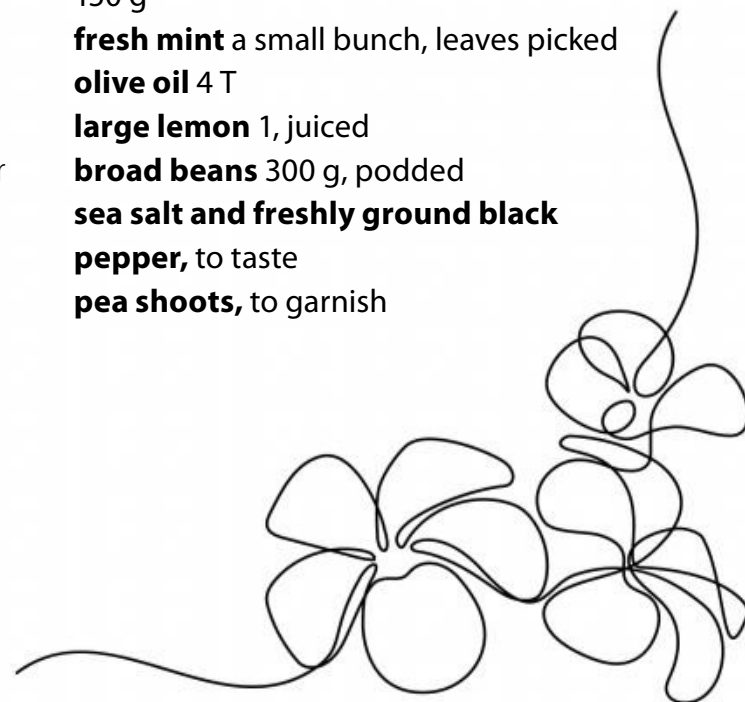 fresh mint a small bunch, leaves picked
olive oil 4 T
large lemon 1, juiced
broad beans 300 g, podded
sea salt and freshly ground black
pepper, to taste
pea shoots, to garnish